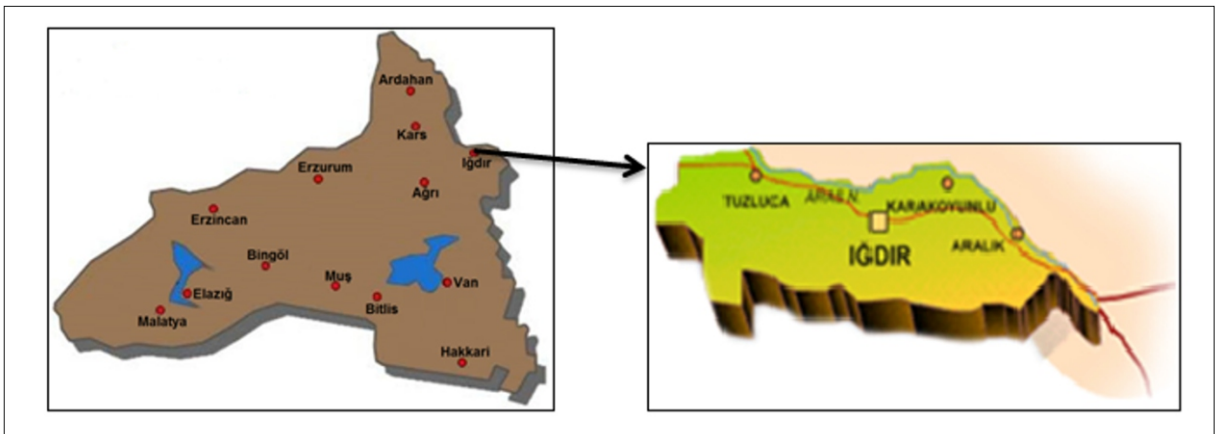 Ardahan
Kars
Iğdır
Erzurum
Ağrı
Erzincan
Bingöl
Muş
Van
Elazığ
Bitlis
Malatya
Hakkari
TUZLUCA
ARAS N.
KARAKOYUNLU
ARALIK
IĞDIR